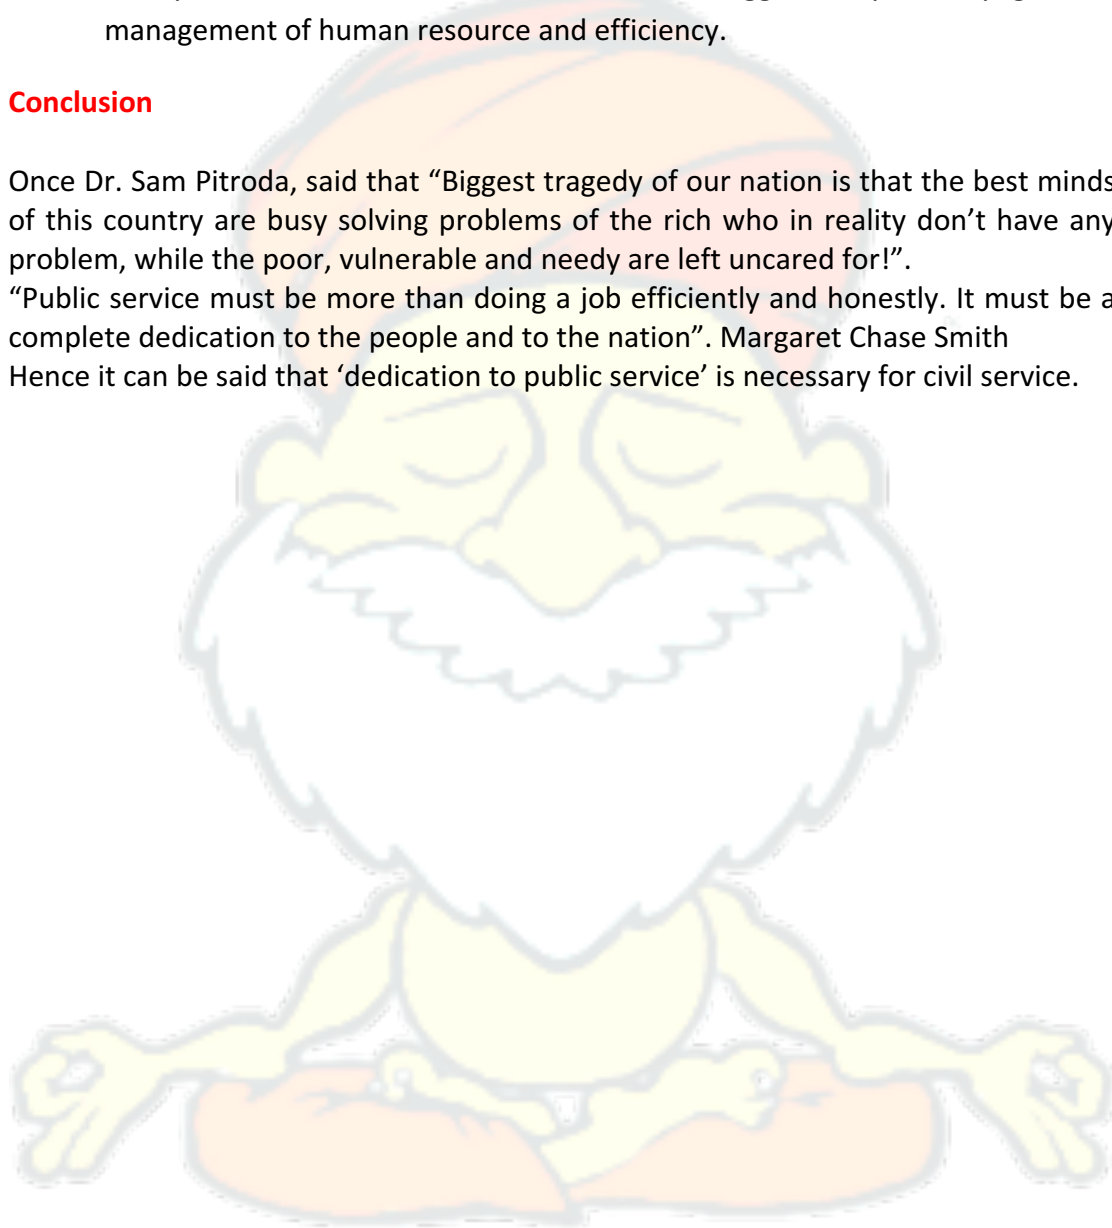 management of human resource and efficiency.
Conclusion
Once Dr. Sam Pitroda, said that “Biggest tragedy of our nation is that the best minds
of this country are busy solving problems of the rich who in reality don’t have any
problem, while the poor, vulnerable and needy are left uncared for!”.
“Public service must be more than doing a job efficiently and honestly. It must be a
complete dedication to the people and to the nation”. Margaret Chase Smith
Hence it can be said that ‘dedication to public service’ is necessary for civil service.